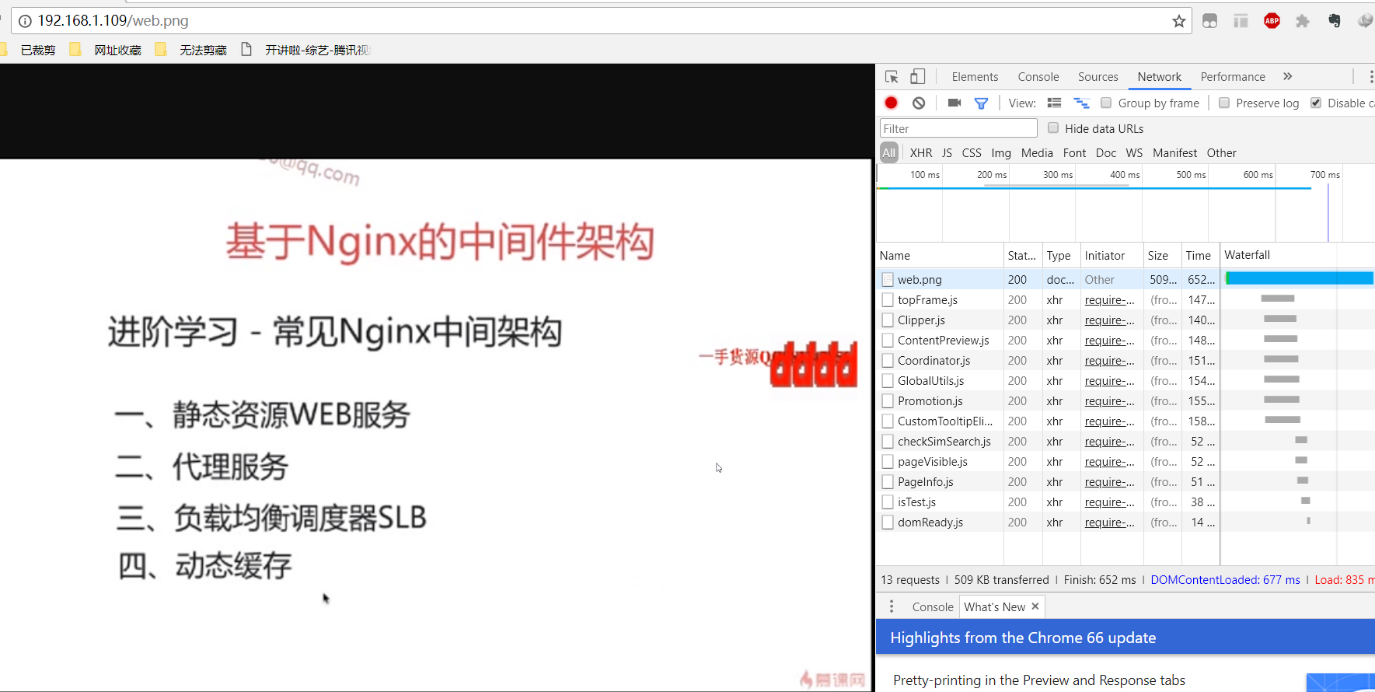 192.168.1.109/web.png
已裁剪 网址收藏 无法剪藏 开讲啦-综艺-腾讯视
Elements Console Sources Network Performance »
View: Group by frame Preserve log Disable ca
Filter Hide data URLs
All XHR JS CSS Img Media Font Doc WS Manifest Other
100 ms 200 ms 300 ms 400 ms 500 ms 600 ms 700 ms
Name Stat... Type Initiator Size Time Waterfall
web.png 200 doc... Other 509... 652...
topFrame.js 200 xhr require-... (fro... 147...
Clipper.js 200 xhr require-... (fro... 140...
ContentPreview.js 200 xhr require-... (fro... 148...
Coordinator.js 200 xhr require-... (fro... 151...
GlobalUtils.js 200 xhr require-... (fro... 154...
Promotion.js 200 xhr require-... (fro... 155...
CustomTooltipEli... 200 xhr require-... (fro... 158...
checkSimSearch.js 200 xhr require-... (fro... 52 ...
pageVisible.js 200 xhr require-... (fro... 52 ...
PageInfo.js 200 xhr require-... (fro... 51 ...
isTest.js 200 xhr require-... (fro... 38 ...
domReady.js 200 xhr require-... (fro... 14 ...
13 requests | 509 KB transferred | Finish: 652 ms | DOMContentLoaded: 677 ms | Load: 835 m
Console What's New ×
Highlights from the Chrome 66 update
Pretty-printing in the Preview and Response tabs
@qq.com
基于Nginx的中间件架构
进阶学习 - 常见Nginx中间架构
一手货源Q
dddd
一、静态资源WEB服务
二、代理服务
三、负载均衡调度器SLB
四、动态缓存
慕课网
ABP